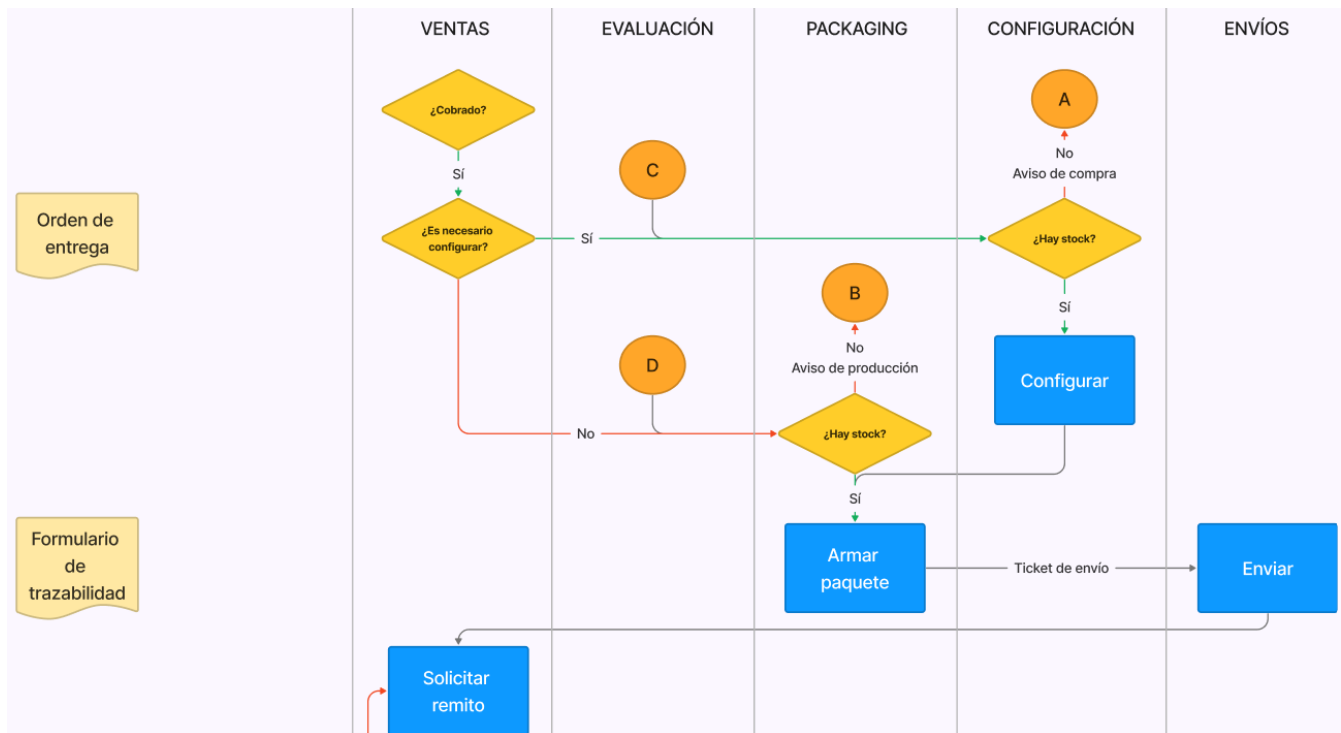 VENTAS
EVALUACIÓN
PACKAGING
CONFIGURACIÓN
ENVÍOS
¿Cobrado?
A
Sí
No
Aviso de compra
C
Orden de
entrega
¿Es necesario
configurar?
Sí
¿Hay stock?
B
Sí
No
Aviso de producción
D
Configurar
No
¿Hay stock?
Sí
Formulario
de
trazabilidad
Armar
paquete
Ticket de envío
Enviar
Solicitar
remito